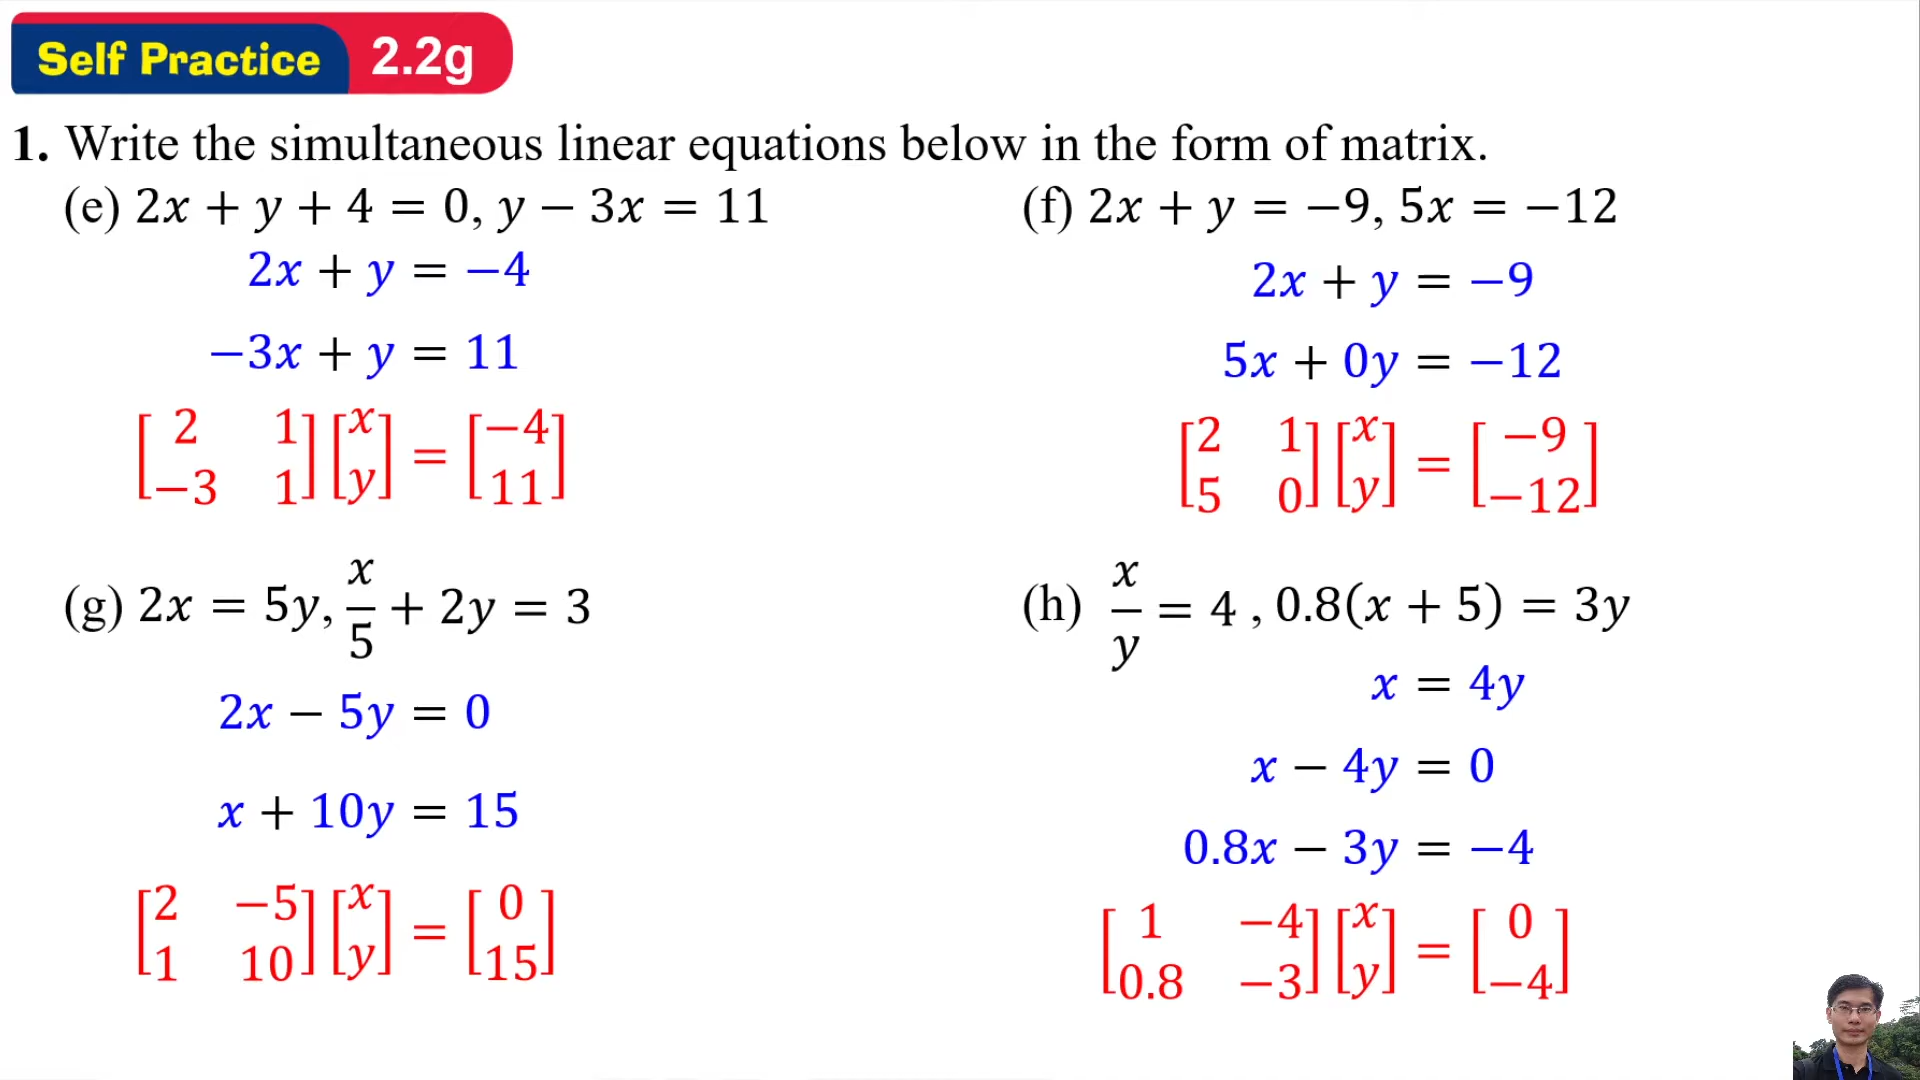 Self Practice 2.2g
1. Write the simultaneous linear equations below in the form of matrix.
(e) 2x + y + 4 = 0, y − 3x = 11
2x + y = −4
−3x + y = 11
[2 1; −3 1] [x; y] = [−4; 11]
(f) 2x + y = −9, 5x = −12
2x + y = −9
5x + 0y = −12
[2 1; 5 0] [x; y] = [−9; −12]
(g) 2x = 5y, x/5 + 2y = 3
2x − 5y = 0
x + 10y = 15
[2 −5; 1 10] [x; y] = [0; 15]
(h) x/y = 4 , 0.8(x + 5) = 3y
x = 4y
x − 4y = 0
0.8x − 3y = −4
[1 −4; 0.8 −3] [x; y] = [0; −4]